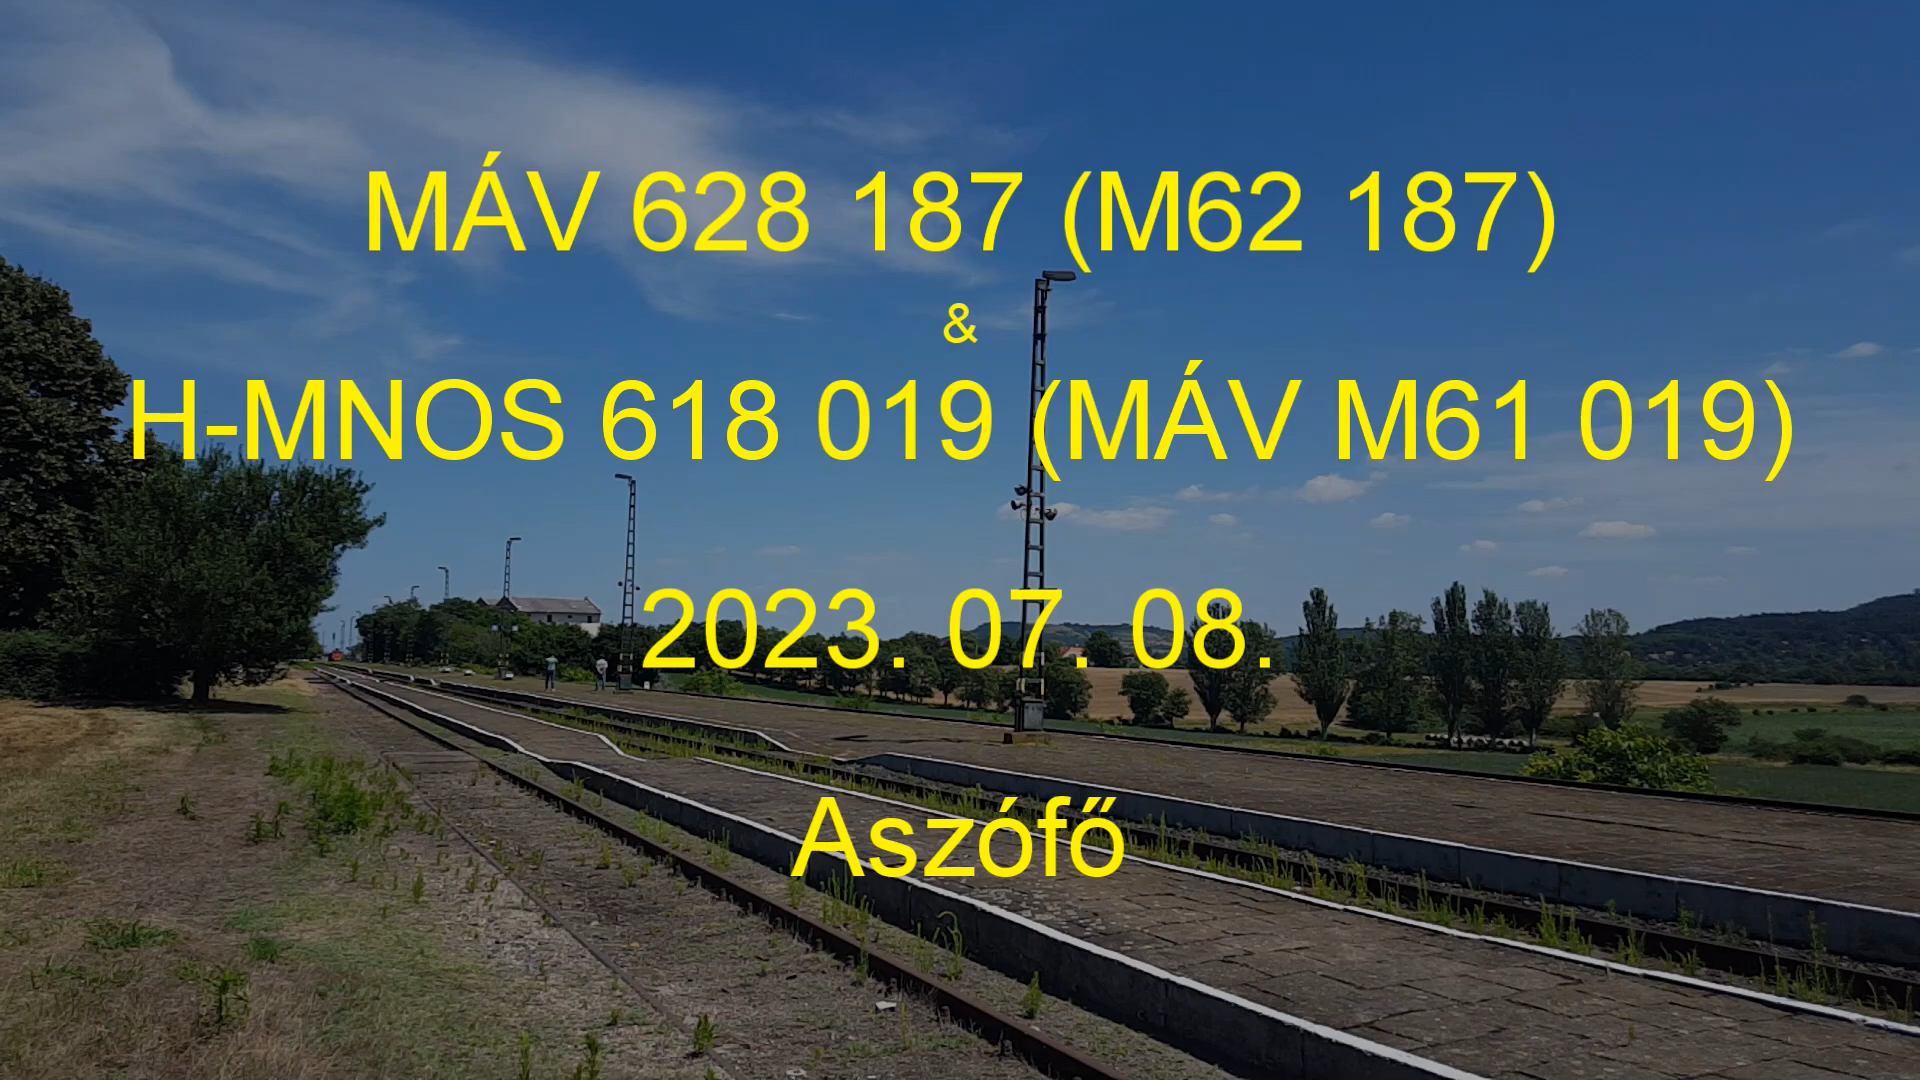 MÁV 628 187 (M62 187)
&
H-MNOS 618 019 (MÁV M61 019)
2023. 07. 08.
Aszófő